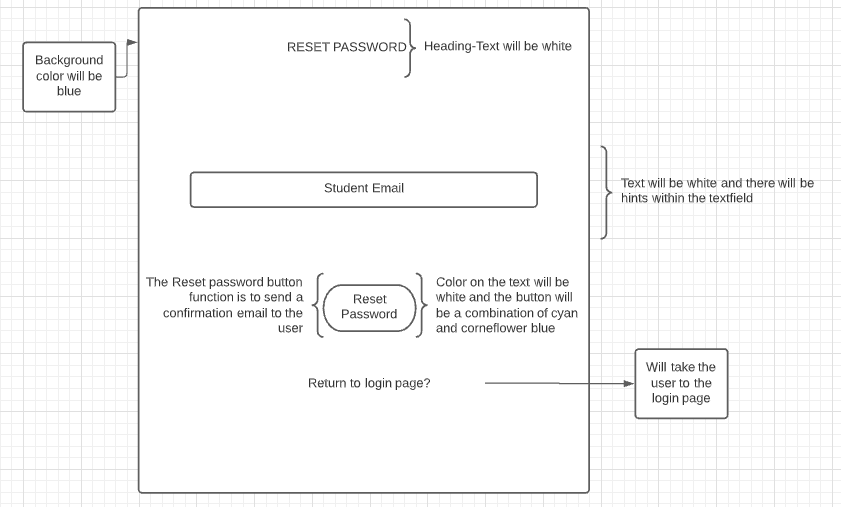 RESET PASSWORD
Heading-Text will be white
Background
color will be
blue
Student Email
Text will be white and there will be
hints within the textfield
The Reset password button
function is to send a
confirmation email to the
user
Reset
Password
Color on the text will be
white and the button will
be a combination of cyan
and corneflower blue
Return to login page?
Will take the
user to the
login page